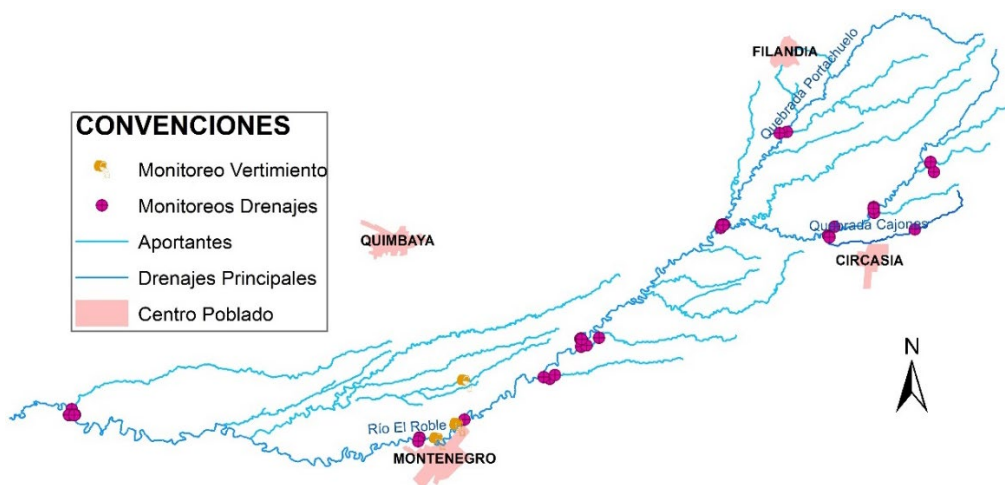 FILANDIA
Quebrada Portachuelo
CONVENCIONES
Monitoreo Vertimiento
Monitoreos Drenajes
Aportantes
Drenajes Principales
Centro Poblado
QUIMBAYA
Quebrada Cajones
CIRCASIA
N
Río El Roble
MONTENEGRO